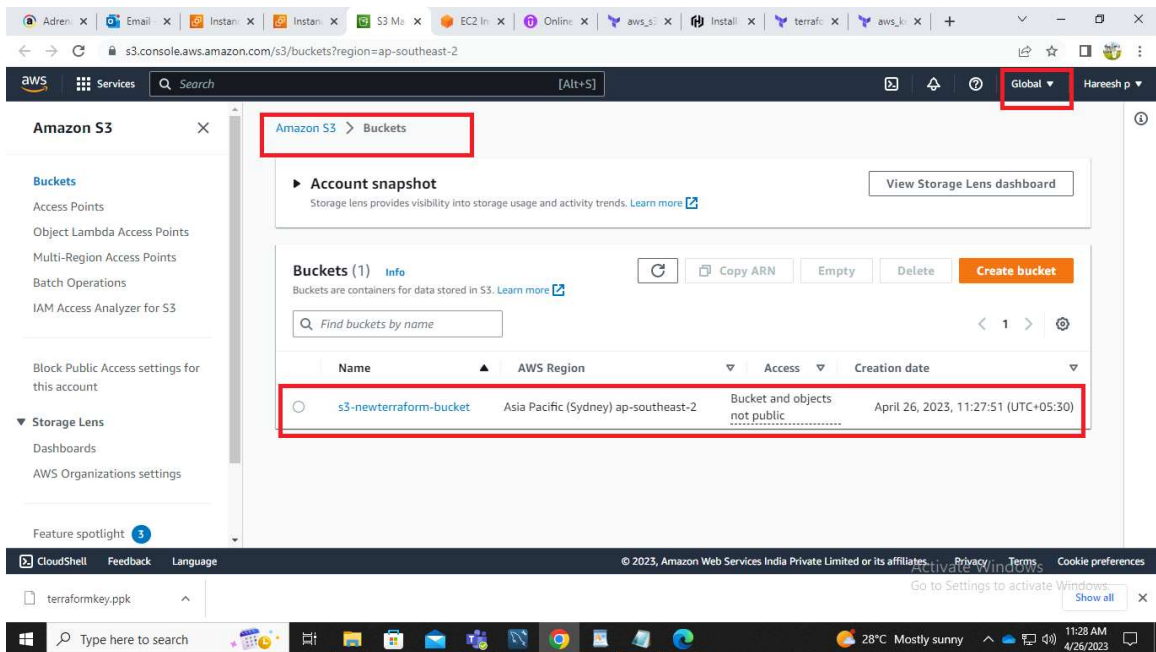 Adrena
Email
Instan
Instan
S3 Ma
EC2 In
Online
aws_s
Install
terrafo
aws_k
s3.console.aws.amazon.com/s3/buckets?region=ap-southeast-2
aws
Services
Search
[Alt+S]
Global
Hareesh p
Amazon S3
Buckets
Access Points
Object Lambda Access Points
Multi-Region Access Points
Batch Operations
IAM Access Analyzer for S3
Block Public Access settings for
this account
Storage Lens
Dashboards
AWS Organizations settings
Feature spotlight 3
Amazon S3 > Buckets
Account snapshot
Storage lens provides visibility into storage usage and activity trends. Learn more
View Storage Lens dashboard
Buckets (1) Info
Buckets are containers for data stored in S3. Learn more
Copy ARN
Empty
Delete
Create bucket
Find buckets by name
< 1 >
Name
AWS Region
Access
Creation date
s3-newterraform-bucket
Asia Pacific (Sydney) ap-southeast-2
Bucket and objects
not public
April 26, 2023, 11:27:51 (UTC+05:30)
CloudShell
Feedback
Language
© 2023, Amazon Web Services India Private Limited or its affiliates.
Privacy
Terms
Cookie preferences
Activate Windows
Go to Settings to activate Windows.
terraformkey.ppk
Show all
Type here to search
28°C Mostly sunny
11:28 AM
4/26/2023